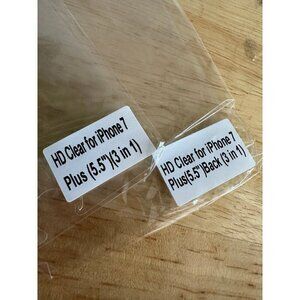 HD Clear for iPhone 7
Plus (5.5")(3 in 1)
HD Clear for iPhone 7
Plus(5.5")Back (3 in 1)